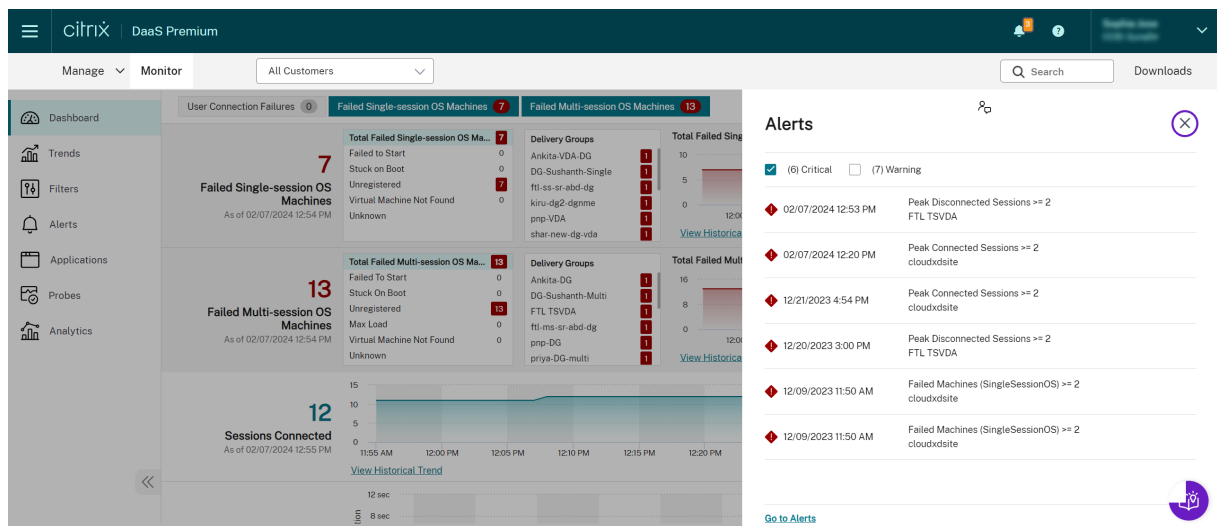 citrix DaaS Premium
3
?
Manage Monitor All Customers Search Downloads
Dashboard
Trends
Filters
Alerts
Applications
Probes
Analytics
User Connection Failures 0 Failed Single-session OS Machines 7 Failed Multi-session OS Machines 13
7
Failed Single-session OS
Machines
As of 02/07/2024 12:54 PM
Total Failed Single-session OS Ma... 7
Failed to Start 0
Stuck on Boot 0
Unregistered 7
Virtual Machine Not Found 0
Unknown
Delivery Groups
Ankita-VDA-DG 1
DG-Sushanth-Single 1
ftl-ss-sr-abd-dg 1
kiru-dg2-dgnme 1
pnp-VDA 1
shar-new-dg-vda 1
Total Failed Sing
10
5
0
12:00
View Historica
13
Failed Multi-session OS
Machines
As of 02/07/2024 12:54 PM
Total Failed Multi-session OS Ma... 13
Failed To Start 0
Stuck On Boot 0
Unregistered 13
Max Load 0
Virtual Machine Not Found 0
Unknown
Delivery Groups
Ankita-DG 1
DG-Sushanth-Multi 1
FTL TSVDA 1
ftl-ms-sr-abd-dg 1
pnp-DG 1
priya-DG-multi 1
Total Failed Mult
16
8
0
12:00
View Historica
12
Sessions Connected
As of 02/07/2024 12:55 PM
15
10
5
0
11:55 AM 12:00 PM 12:05 PM 12:10 PM 12:15 PM 12:20 PM
View Historical Trend
12 sec
8 sec
Alerts
(6) Critical (7) Warning
02/07/2024 12:53 PM Peak Disconnected Sessions >= 2
FTL TSVDA
02/07/2024 12:20 PM Peak Connected Sessions >= 2
cloudxdsite
12/21/2023 4:54 PM Peak Connected Sessions >= 2
cloudxdsite
12/20/2023 3:00 PM Peak Disconnected Sessions >= 2
FTL TSVDA
12/09/2023 11:50 AM Failed Machines (SingleSessionOS) >= 2
cloudxdsite
12/09/2023 11:50 AM Failed Machines (SingleSessionOS) >= 2
cloudxdsite
Go to Alerts